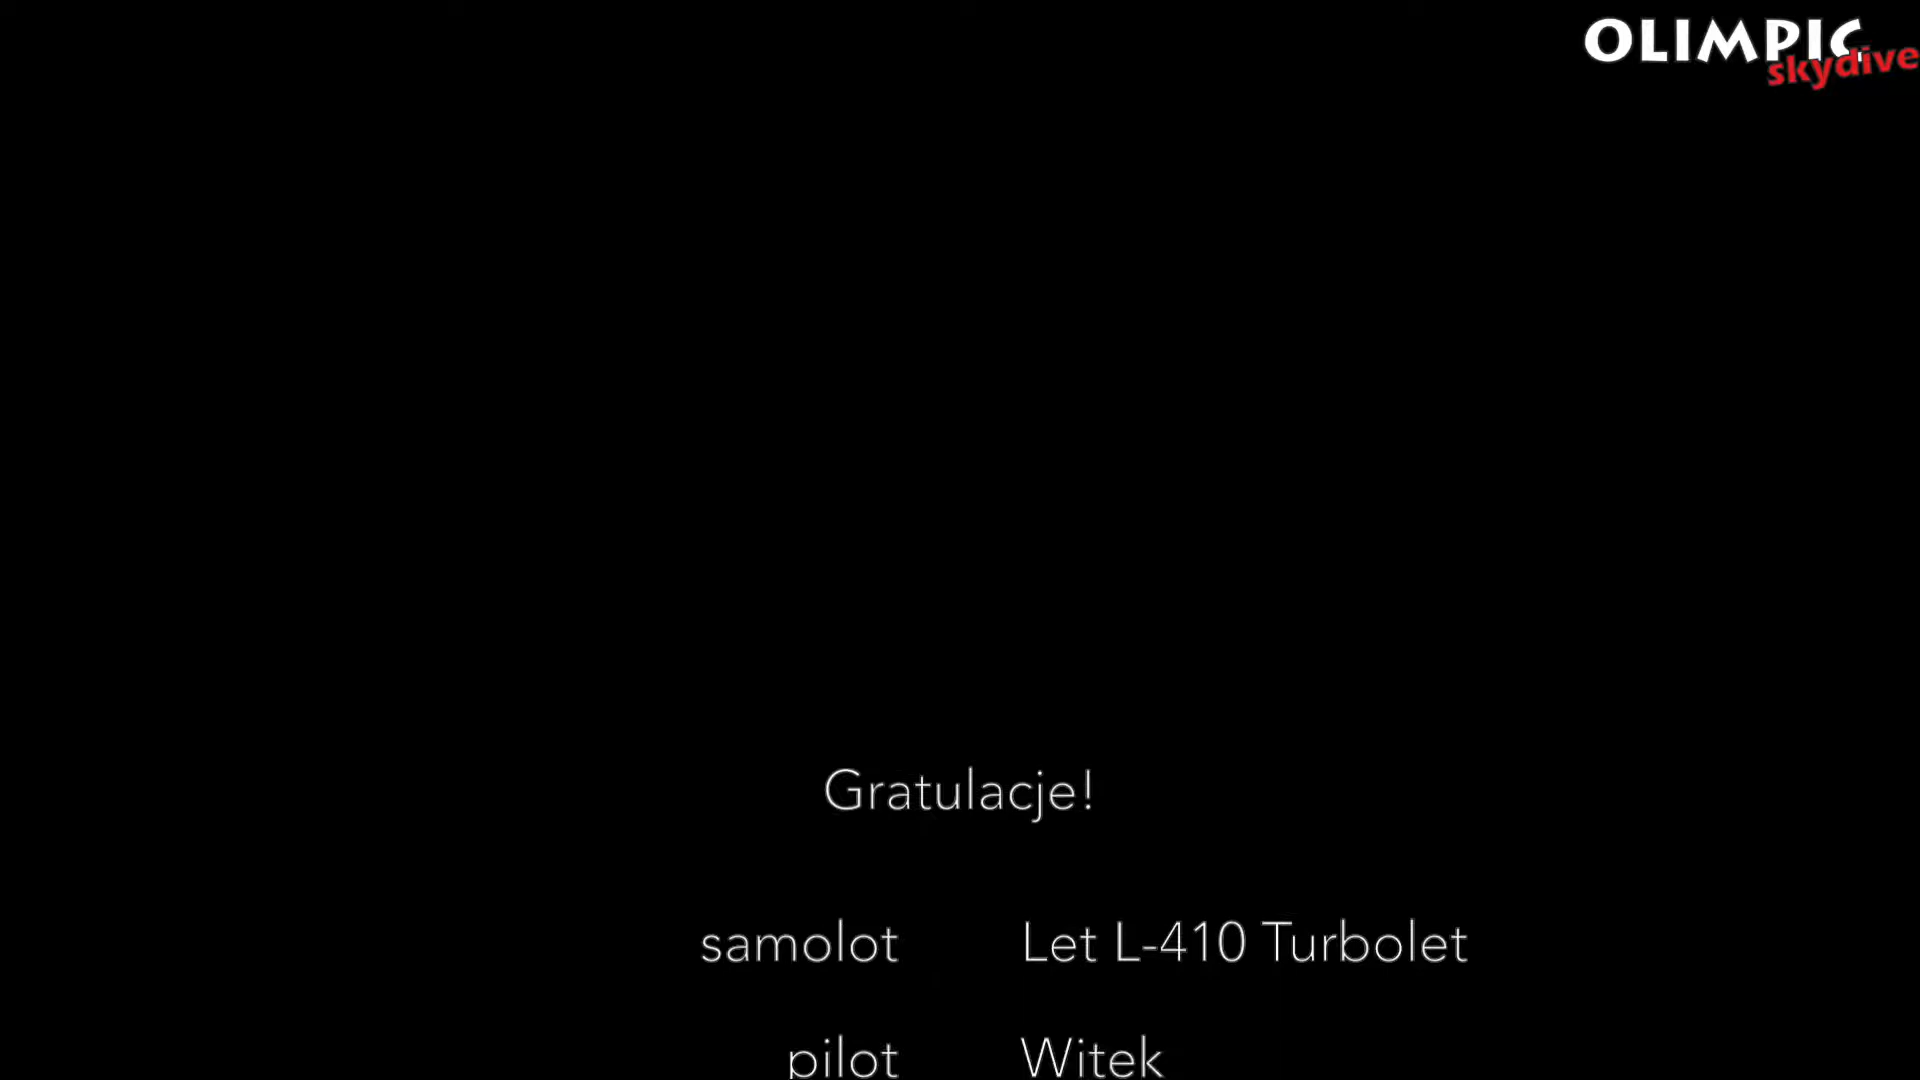 OLIMPIC
skydive
Gratulacje!
samolot Let L-410 Turbolet
pilot Witek